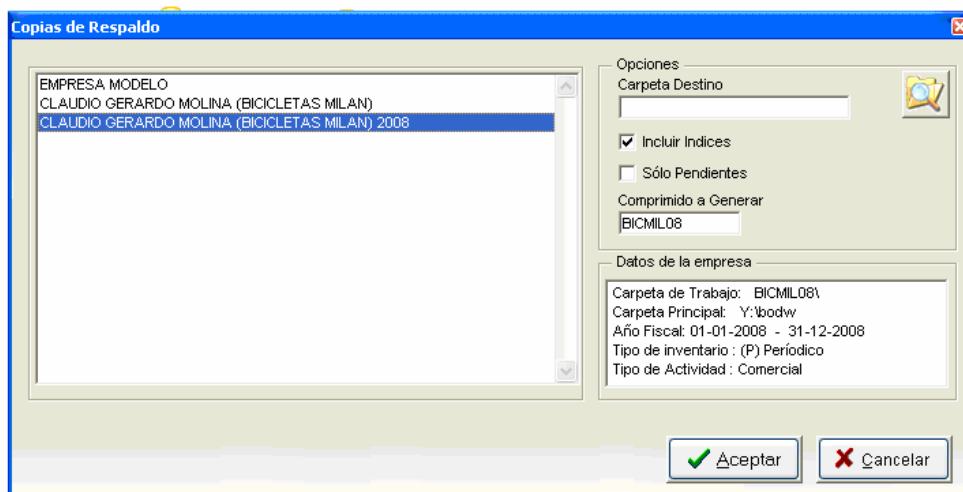 Copias de Respaldo
EMPRESA MODELO
CLAUDIO GERARDO MOLINA (BICICLETAS MILAN)
CLAUDIO GERARDO MOLINA (BICICLETAS MILAN) 2008
Opciones
Carpeta Destino
Incluir Indices
Sólo Pendientes
Comprimido a Generar
BICMIL08
Datos de la empresa
Carpeta de Trabajo: BICMIL08\
Carpeta Principal: Y:\bodw
Año Fiscal: 01-01-2008 - 31-12-2008
Tipo de inventario : (P) Períodico
Tipo de Actividad : Comercial
Aceptar
Cancelar